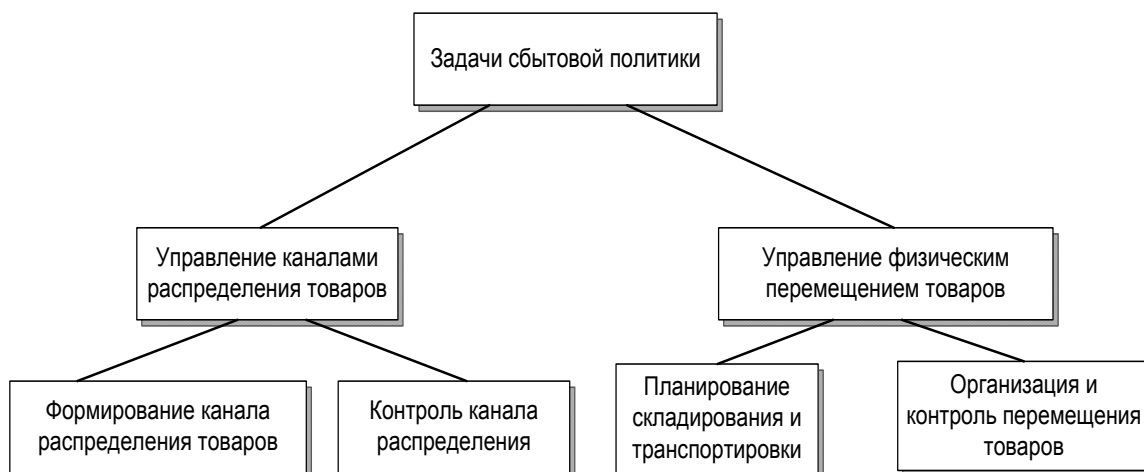 Задачи сбытовой политики
Управление каналами
распределения товаров
Управление физическим
перемещением товаров
Формирование канала
распределения товаров
Контроль канала
распределения
Планирование
складирования и
транспортировки
Организация и
контроль перемещения
товаров